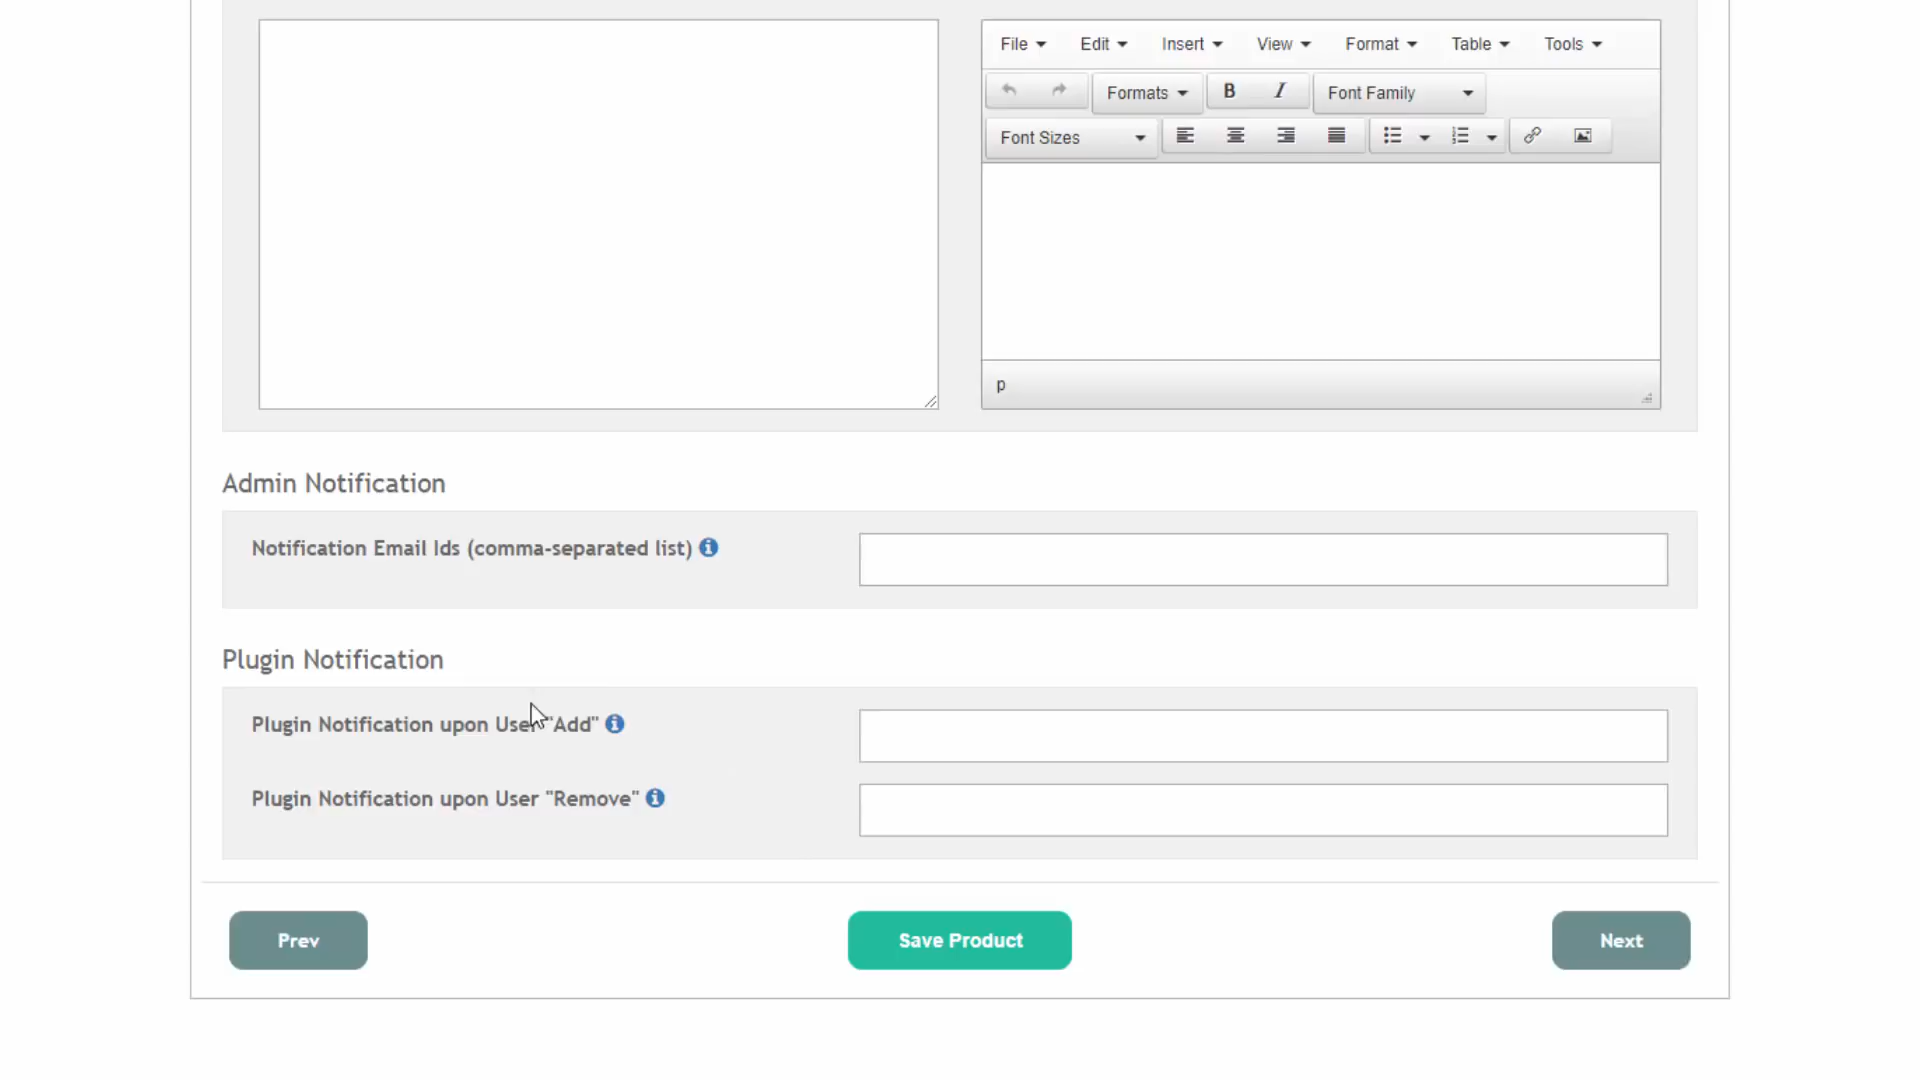 File Edit Insert View Format Table Tools
Formats B I Font Family
Font Sizes
p
Admin Notification
Notification Email Ids (comma-separated list)
Plugin Notification
Plugin Notification upon User "Add"
Plugin Notification upon User "Remove"
Prev Save Product Next